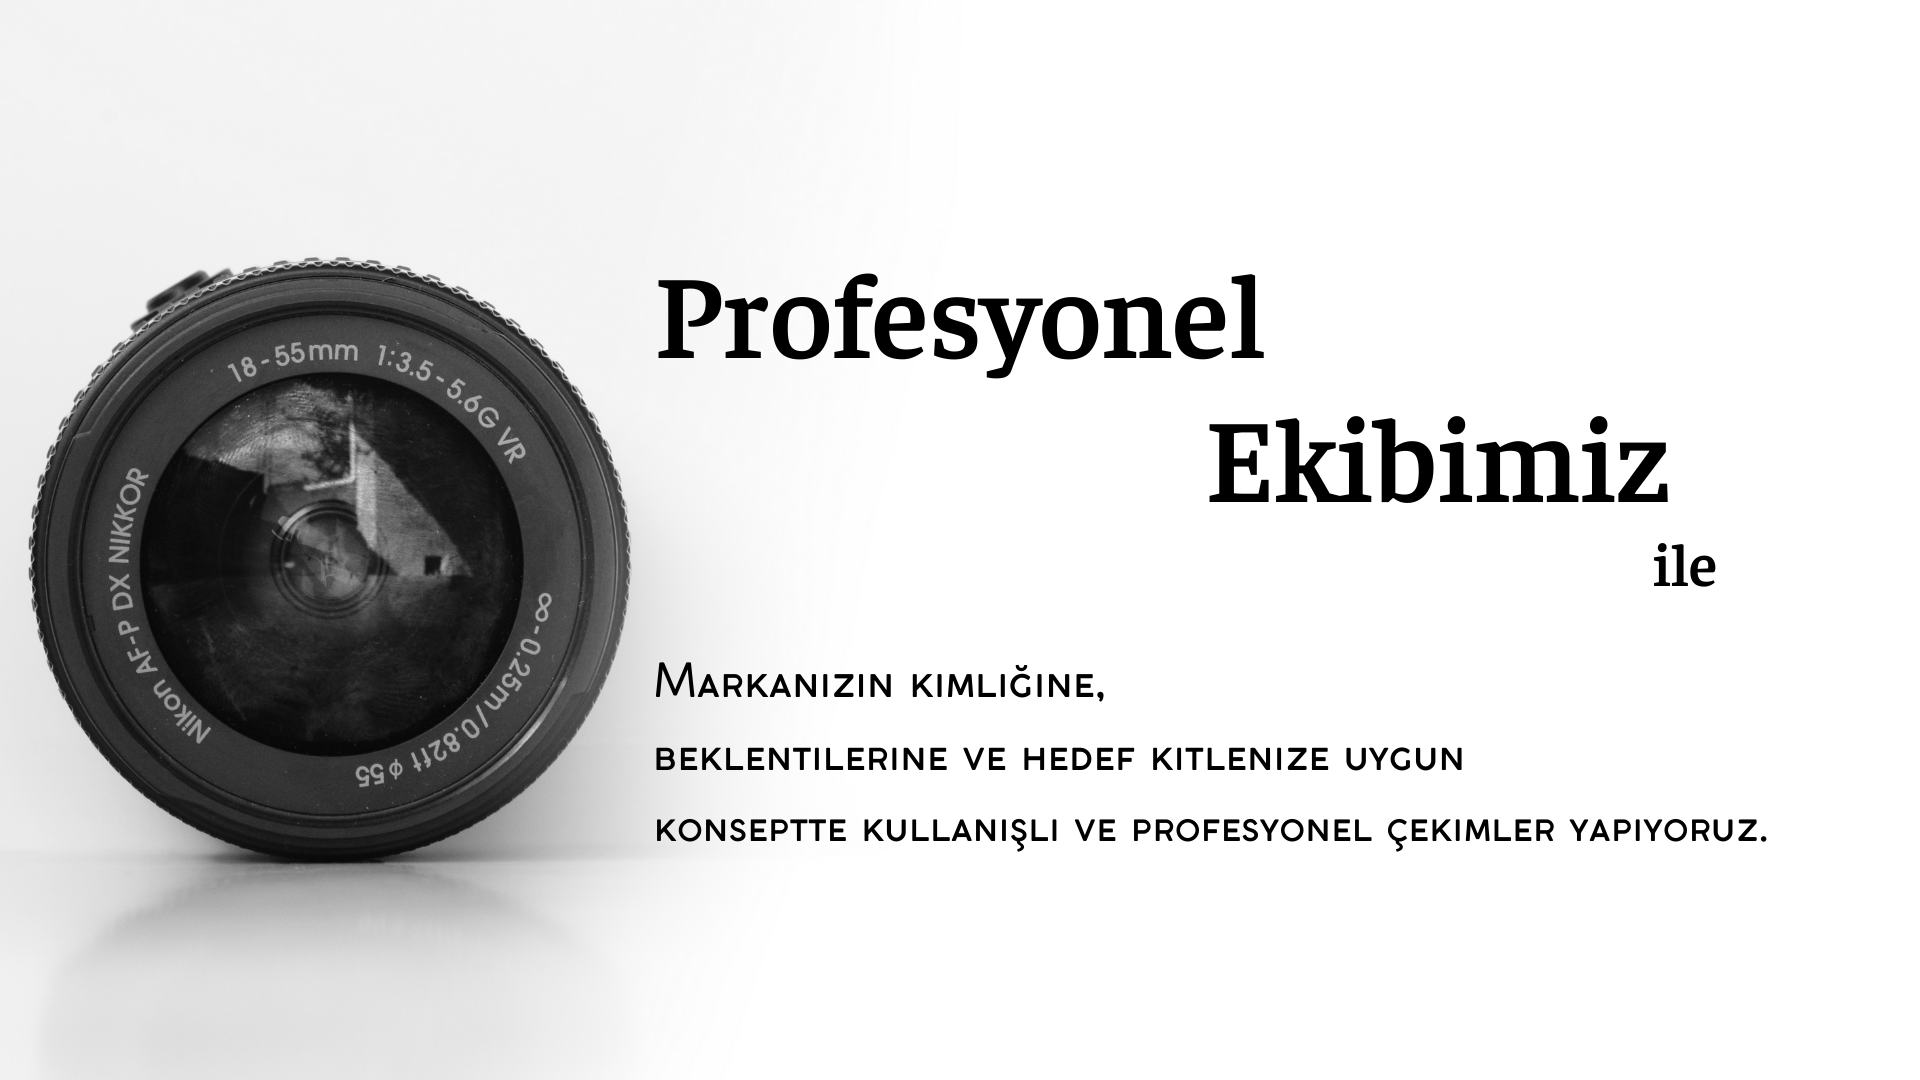 Profesyonel
Ekibimiz
ile
Markanızın kimliğine,
beklentilerine ve hedef kitlenize uygun
konseptte kullanışlı ve profesyonel çekimler yapıyoruz.
18-55mm 1:3.5-5.6G VR
∞-0.25m/0.82ft ϕ55
Nikon AF-P DX NIKKOR